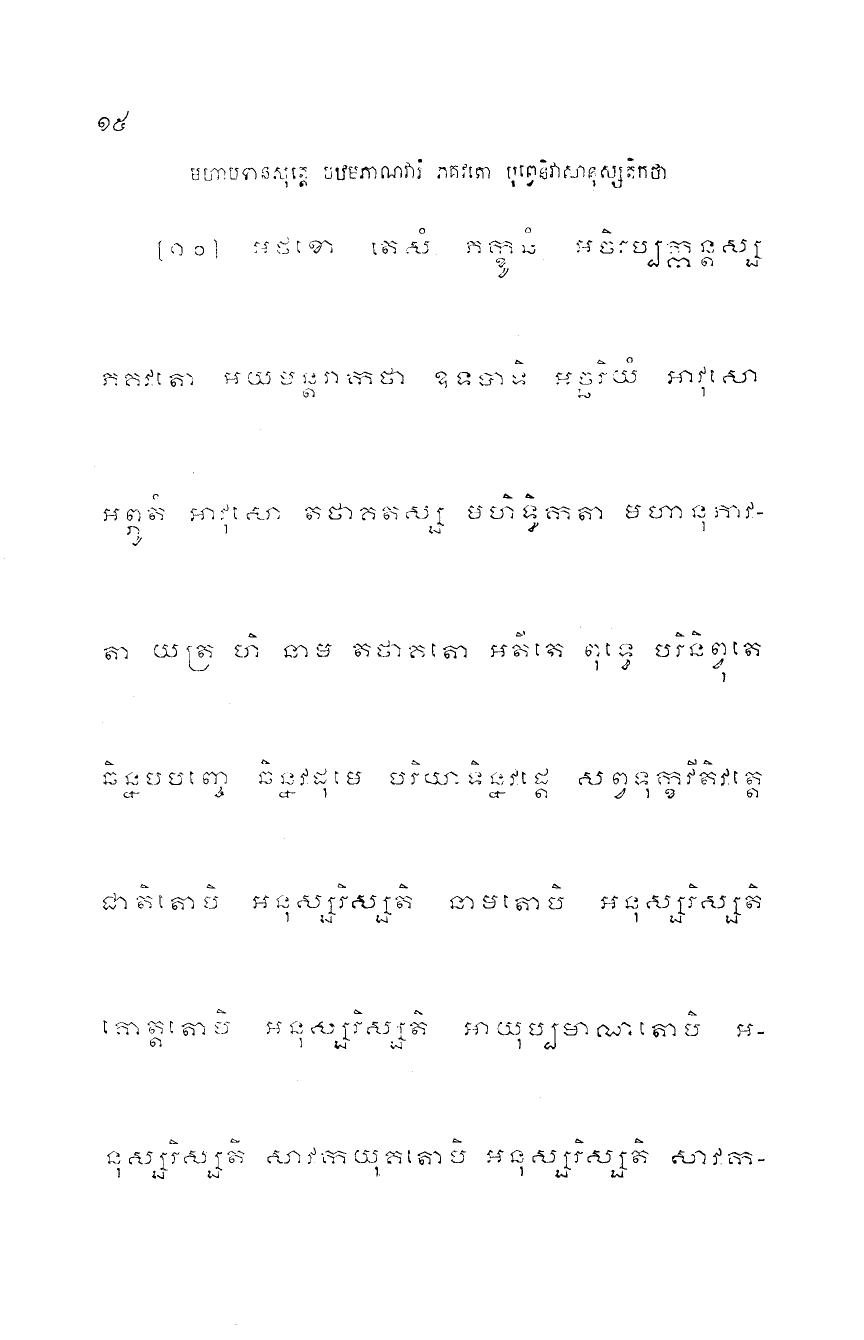 ១៥
មហាបទានសុត្តេ បឋមភាណវារំ ភគវតោ បុព្វេនិវាសានុស្សតិកថា
[១០] អថខោ តេសំ ភិក្ខូនំ អចិរប្បក្កន្តស្ស
ភគវតោ អយមន្តរាកថា ឧទបាទិ អច្ឆរិយំ អាវុសោ
អព្ភូតំ អាវុសោ តថាគតស្ស មហិទ្ធិកតា មហានុភាវ-
តា យត្រ ហិ នាម តថាគតោ អតីតេ ពុទ្ធេ បរិនិព្វុតេ
ឆិន្នបបញ្ចេ ឆិន្នវដុមេ បរិយាទិន្នវដ្តេ សព្វទុក្ខវីតិវត្តេ
ជាតិតោបិ អនុស្សរិស្សតិ នាមតោបិ អនុស្សរិស្សតិ
គោត្តតោបិ អនុស្សរិស្សតិ អាយុប្បមាណតោបិ អ-
នុស្សរិស្សតិ សាវកយុគតោបិ អនុស្សរិស្សតិ សាវក-